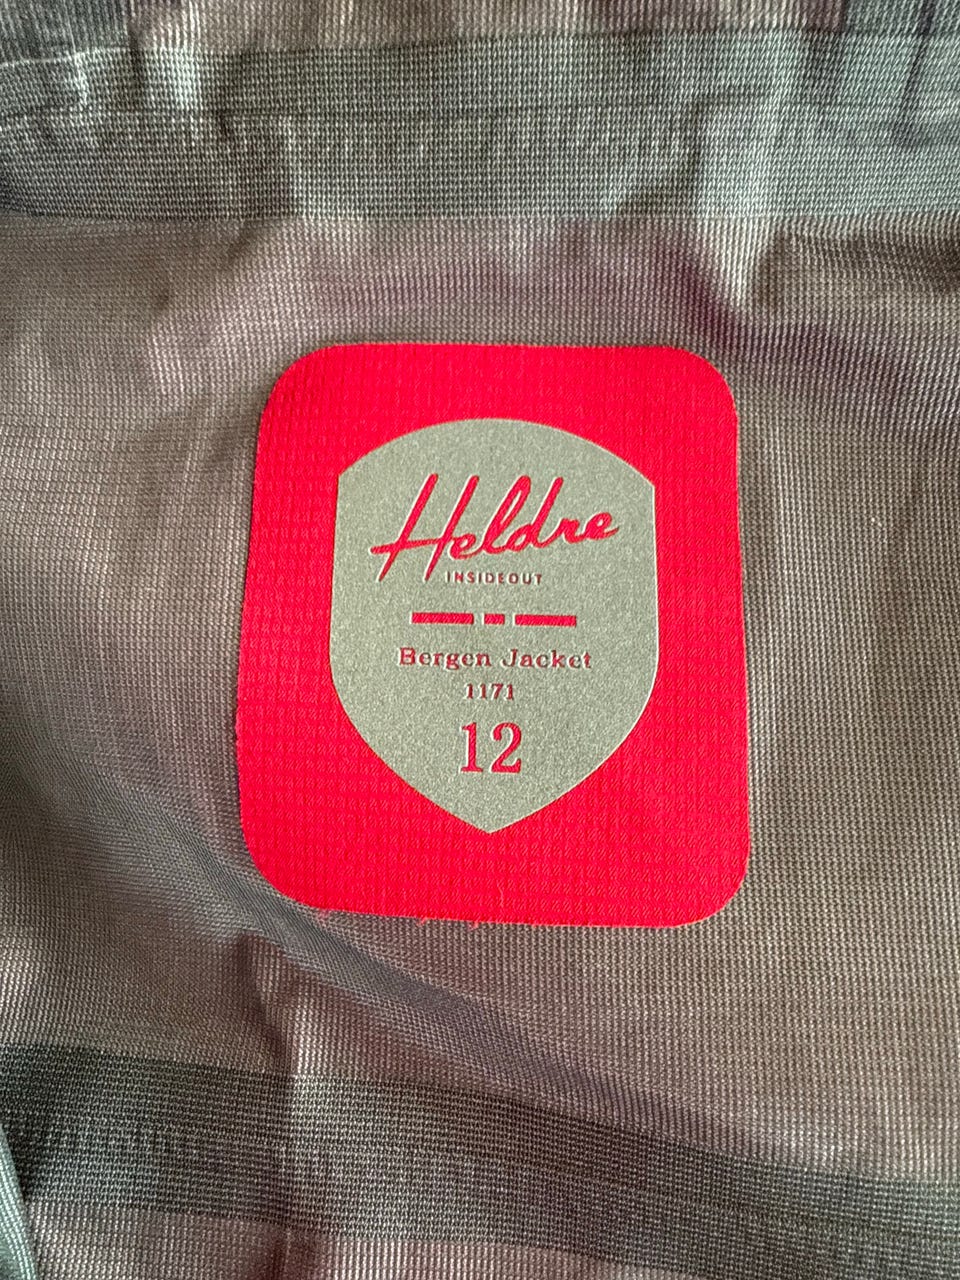 Heldre
INSIDEOUT
Bergen Jacket
1171
12